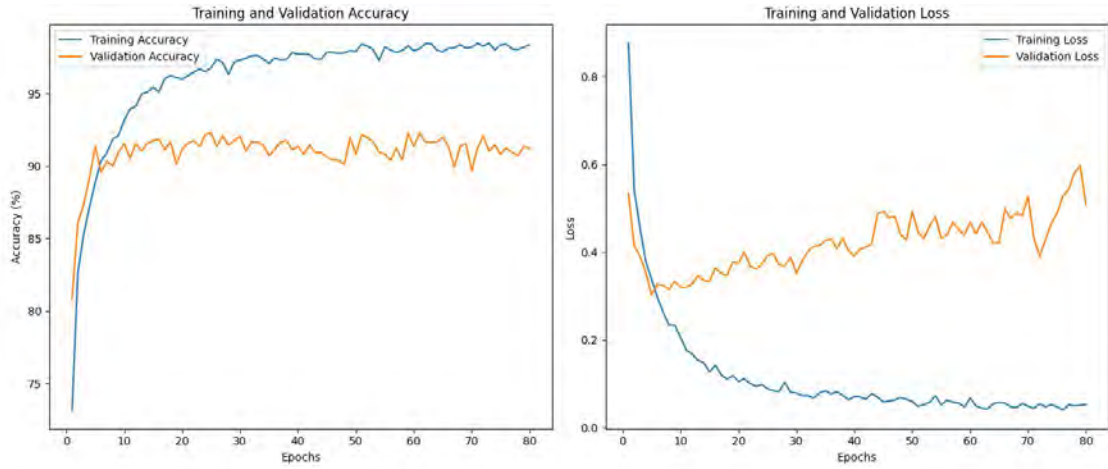 Training and Validation Accuracy
Training Accuracy
Validation Accuracy
Accuracy (%)
95
90
85
80
75
0 10 20 30 40 50 60 70 80
Epochs
Training and Validation Loss
Training Loss
Validation Loss
Loss
0.8
0.6
0.4
0.2
0.0
0 10 20 30 40 50 60 70 80
Epochs